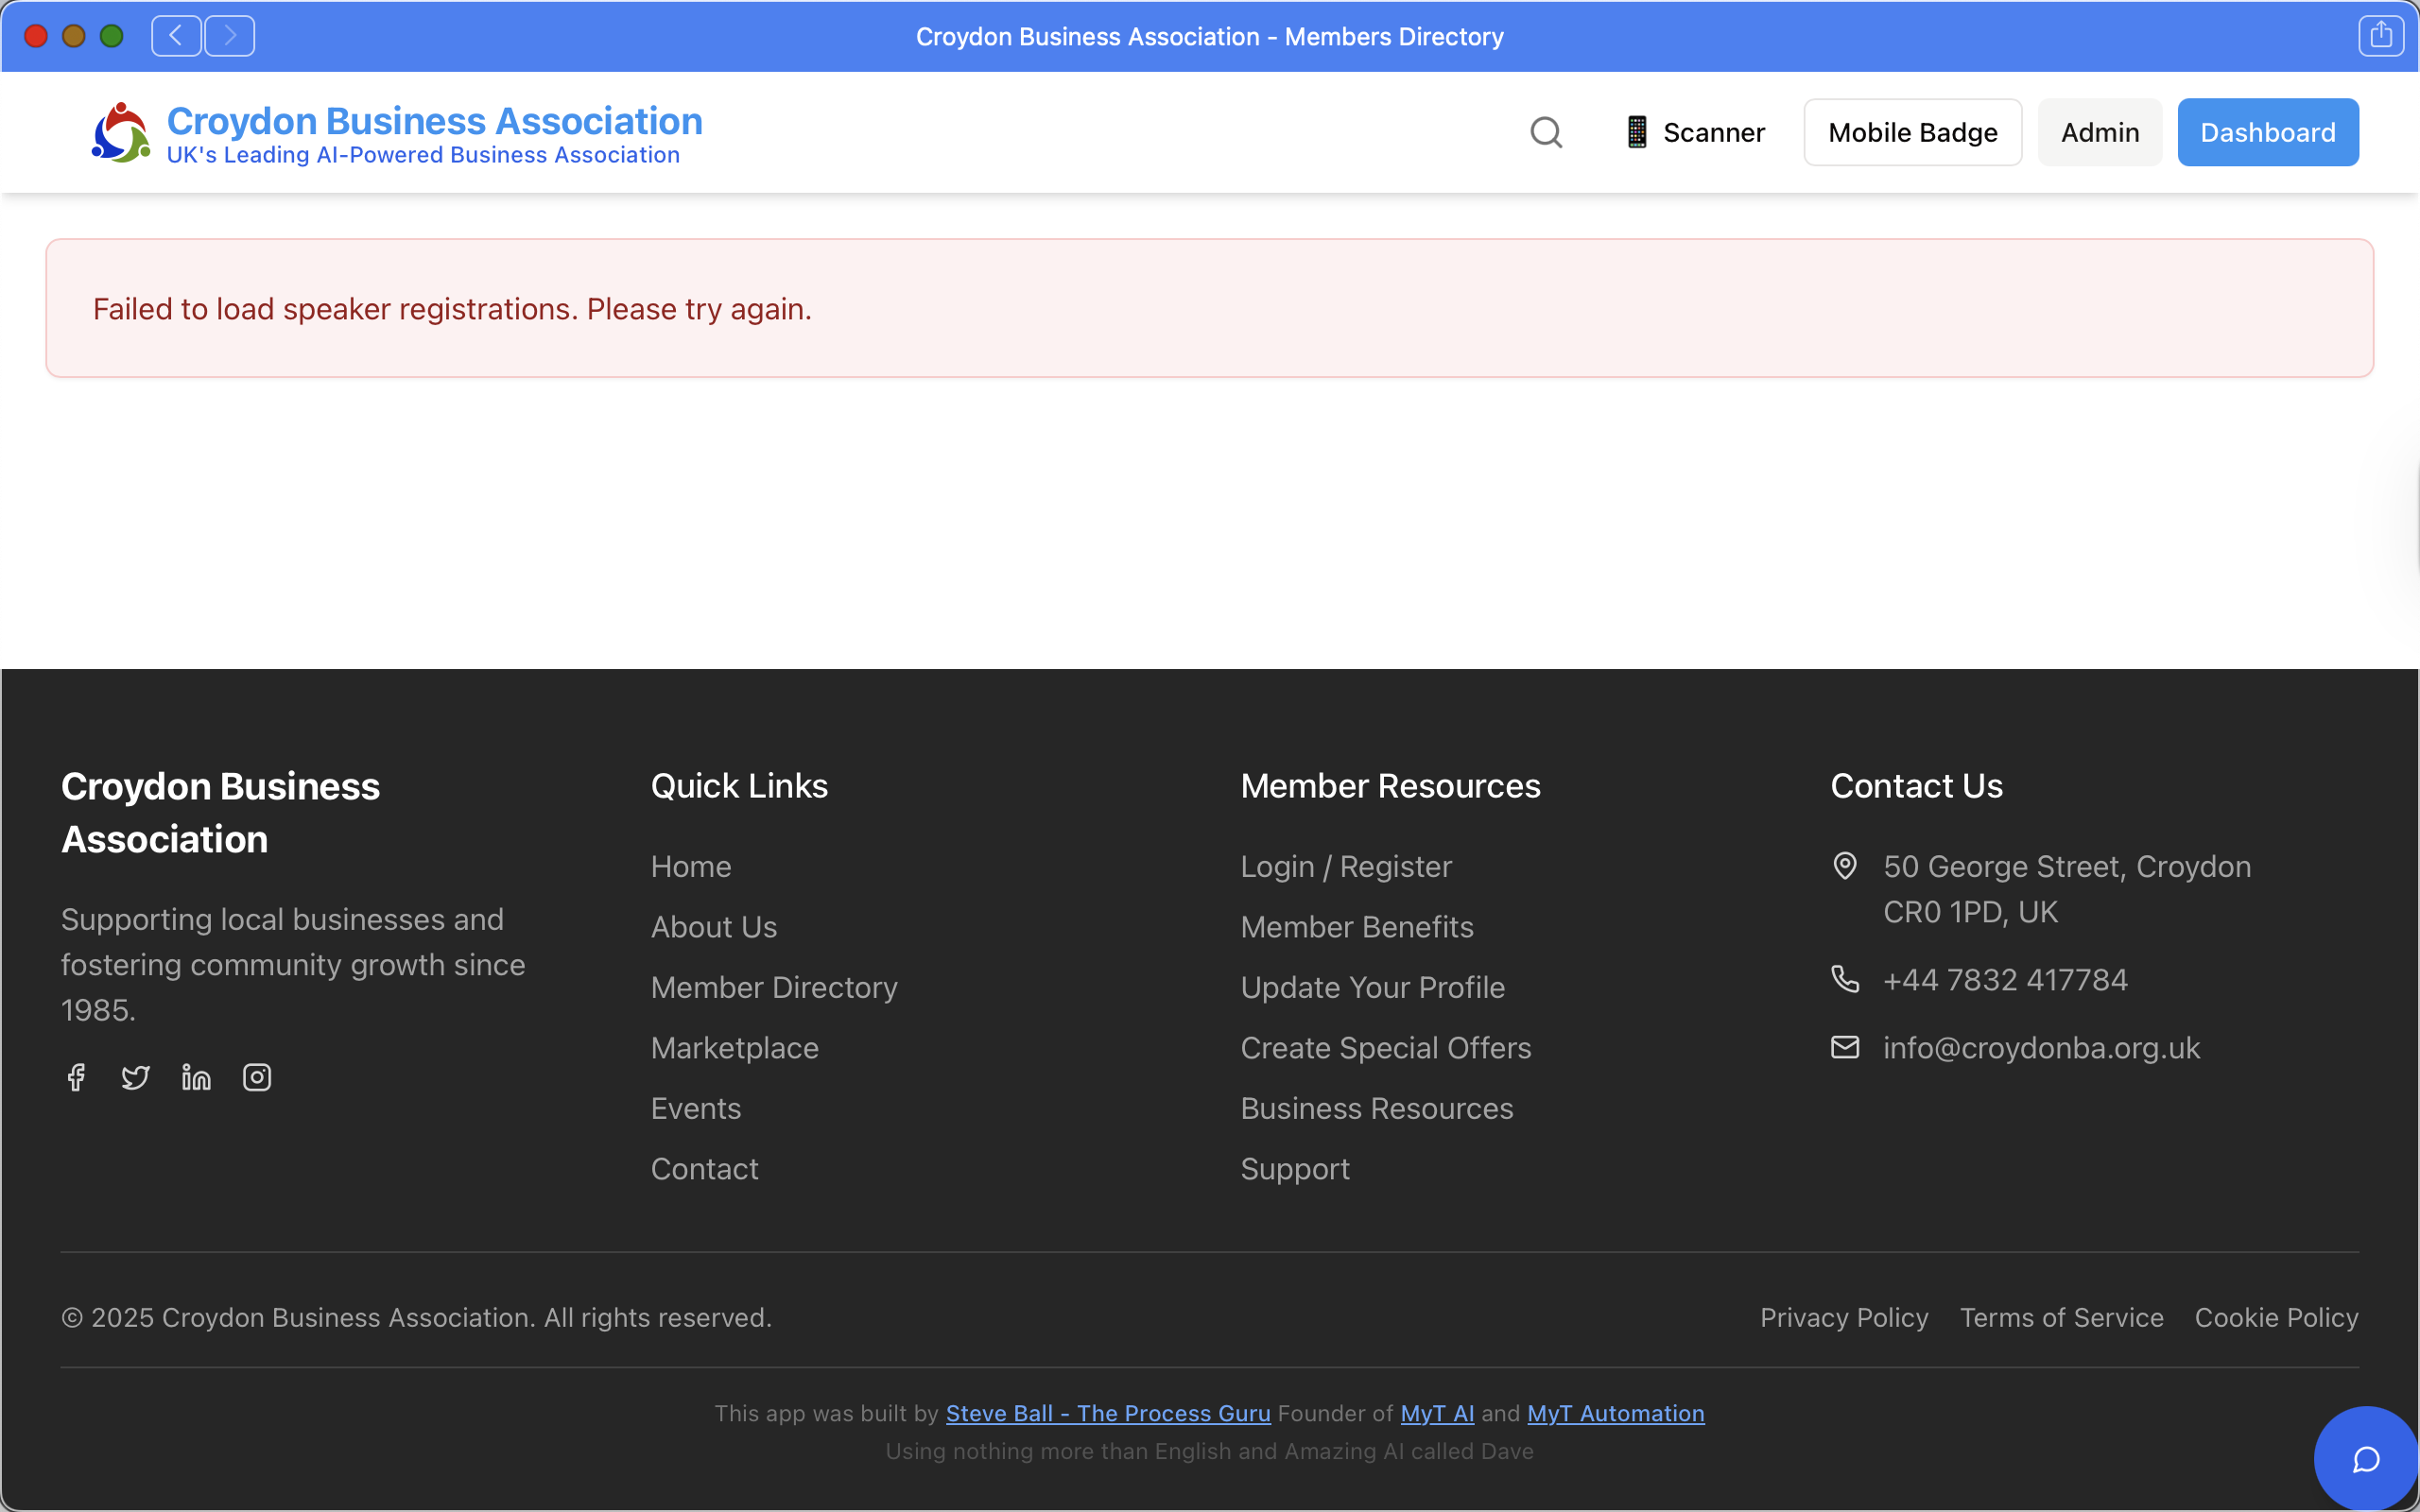 Croydon Business Association - Members Directory
Croydon Business Association
UK's Leading AI-Powered Business Association
Scanner
Mobile Badge
Admin
Dashboard
Failed to load speaker registrations. Please try again.
Croydon Business
Association
Supporting local businesses and
fostering community growth since
1985.
Quick Links
Home
About Us
Member Directory
Marketplace
Events
Contact
Member Resources
Login / Register
Member Benefits
Update Your Profile
Create Special Offers
Business Resources
Support
Contact Us
50 George Street, Croydon
CR0 1PD, UK
+44 7832 417784
info@croydonba.org.uk
© 2025 Croydon Business Association. All rights reserved.
Privacy Policy
Terms of Service
Cookie Policy
This app was built by Steve Ball - The Process Guru Founder of MyT AI and MyT Automation
Using nothing more than English and Amazing AI called Dave